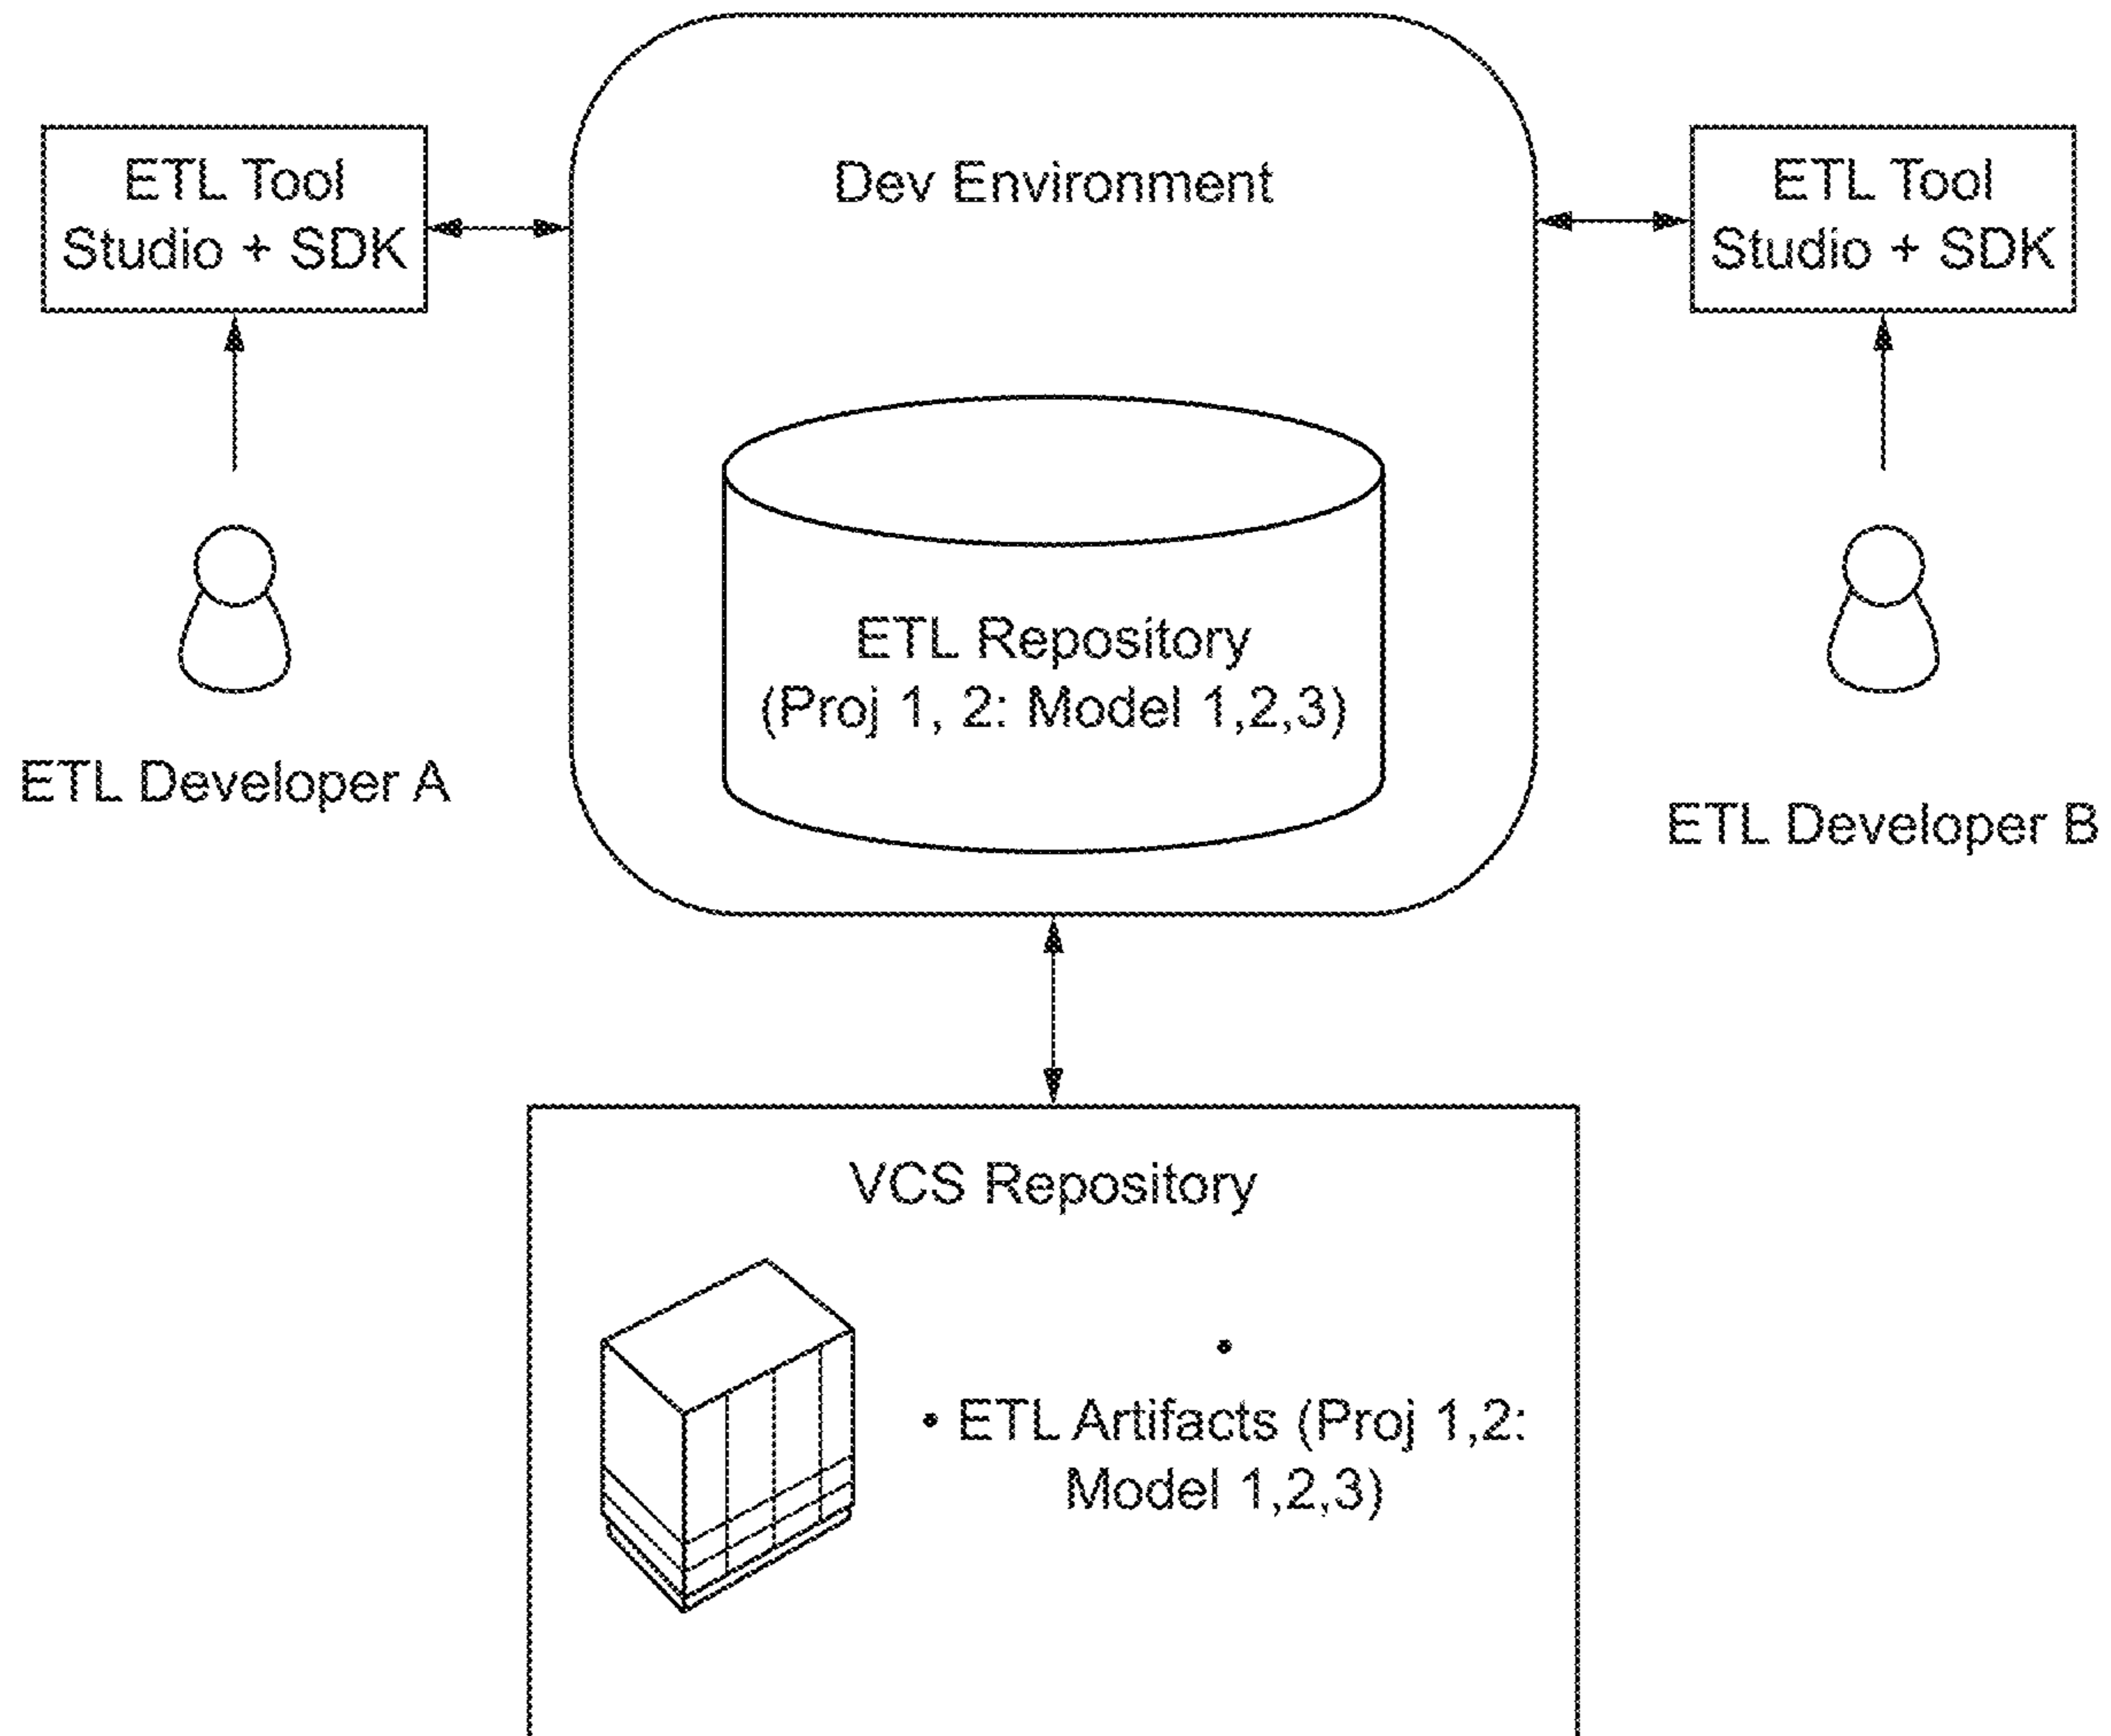 ETL Tool
Studio + SDK
Dev Environment
ETL Tool
Studio + SDK
ETL Repository
(Proj 1, 2: Model 1,2,3)
ETL Developer A
ETL Developer B
VCS Repository
•
• ETL Artifacts (Proj 1,2:
Model 1,2,3)